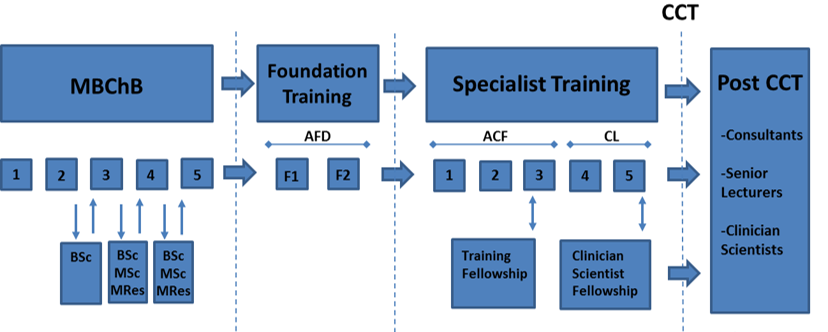 CCT
MBChB
Foundation
Training
Specialist Training
Post CCT
-Consultants
-Senior
Lecturers
-Clinician
Scientists
AFD
ACF
CL
1
2
3
4
5
F1
F2
1
2
3
4
5
BSc
BSc
MSc
MRes
BSc
MSc
MRes
Training
Fellowship
Clinician
Scientist
Fellowship